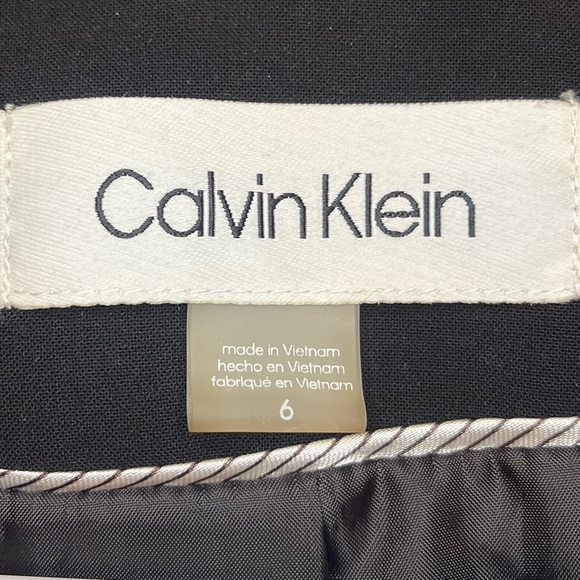 Calvin Klein
made in Vietnam
hecho en Vietnam
fabriqué en Vietnam
6